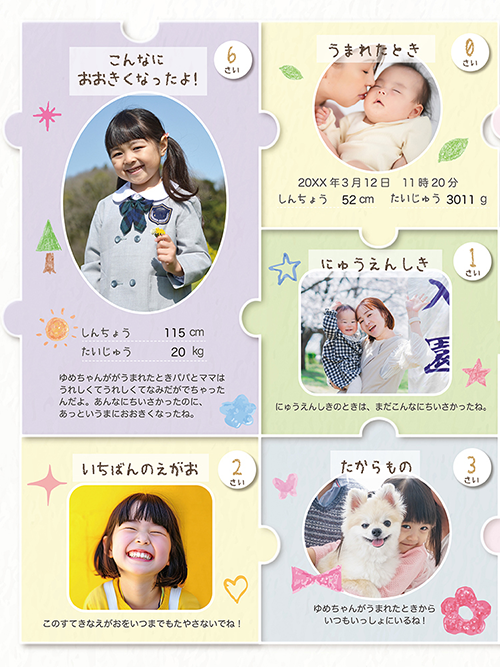 こんなに
おおきくなったよ!
6
さい
しんちょう 115 cm
たいじゅう 20 kg
ゆめちゃんががうまれたときパパとママは
うれしくてうれしくてなみだがでちゃった
んだよ。あんなにちいさかったのに、
あっというまにおおきくなったね。
うまれたとき
0
さい
20XX年3月12日 11時20分
しんちょう 52 cm たいじゅう 3011 g
にゅうえんしき
1
さい
入
園
にゅうえんしきのときは、まだこんなにちいさかったね。
いちばんのえがお
2
さい
このすてきなえがおをいつまでもたやさないでね!
たからもの
3
さい
ゆめちゃんがうまれたときから
いつもいっしょにいるね!